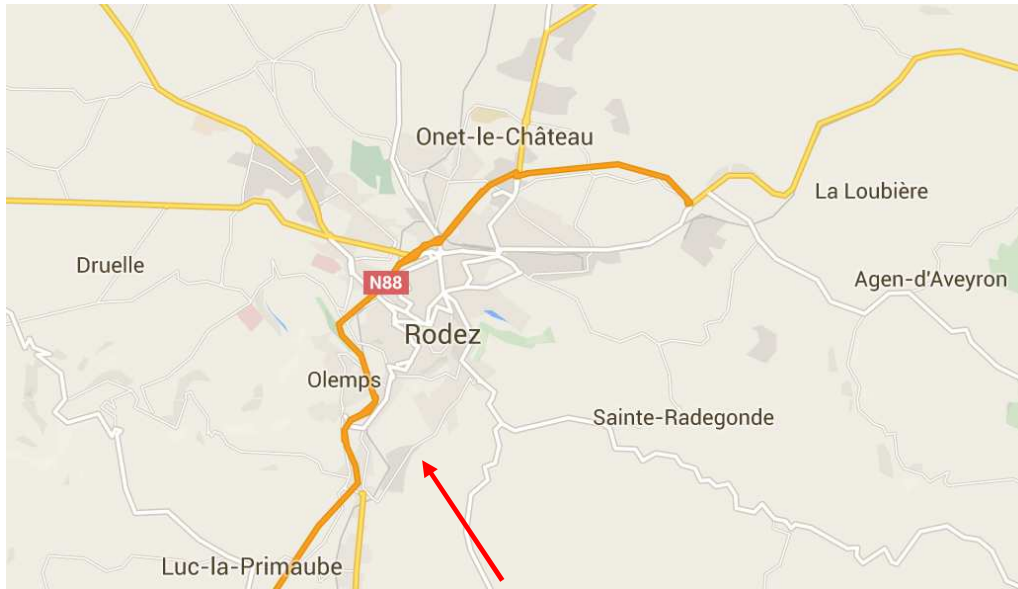 Onet-le-Château
La Loubière
Druelle
Agen-d'Aveyron
N88
Rodez
Olemps
Sainte-Radegonde
Luc-la-Primaube